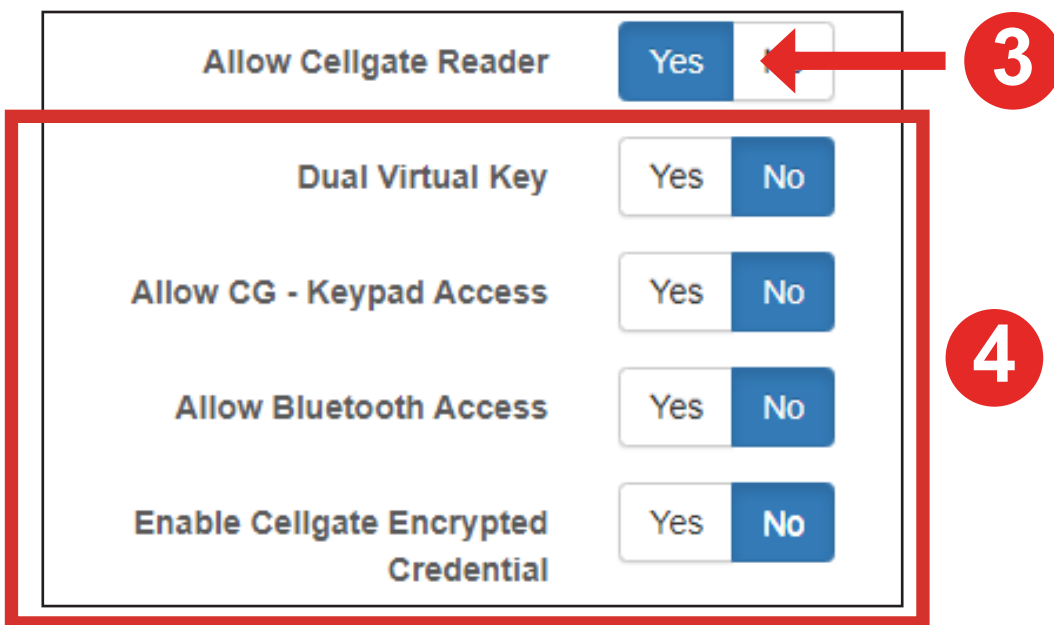 Allow Cellgate Reader Yes 3
Dual Virtual Key Yes No
Allow CG - Keypad Access Yes No
4
Allow Bluetooth Access Yes No
Enable Cellgate Encrypted Yes No
Credential